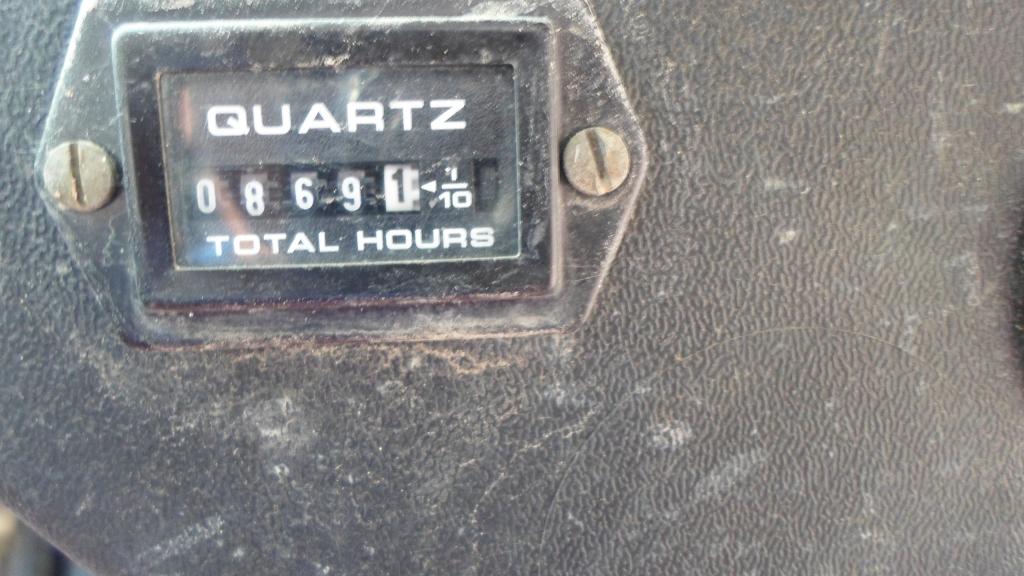 QUARTZ
0 8 6 9 1 ◄ 1/10
TOTAL HOURS